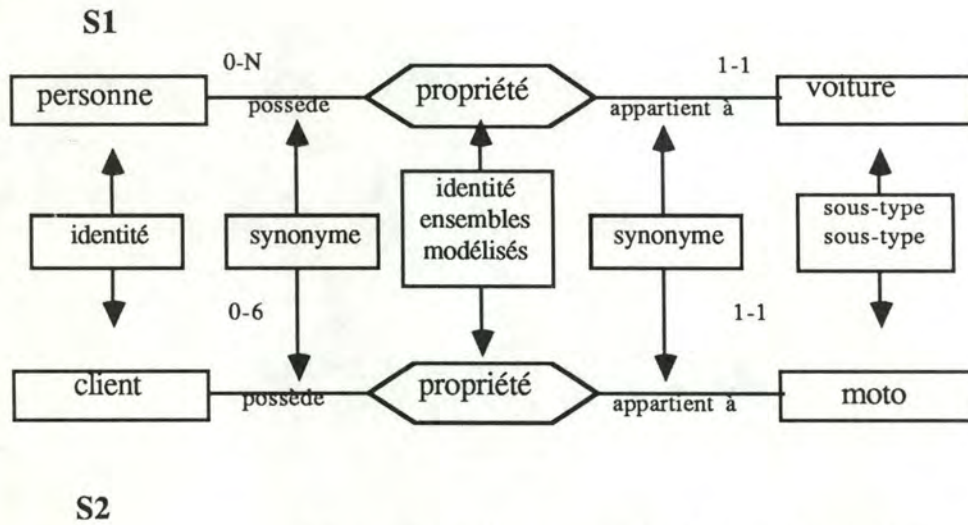 S1
0-N
1-1
personne
possède
propriété
appartient à
voiture
identité
synonyme
identité
ensembles
modélisés
synonyme
sous-type
sous-type
0-6
1-1
client
possède
propriété
appartient à
moto
S2